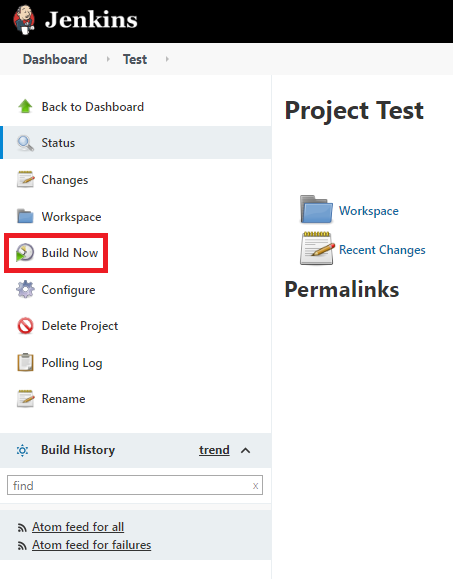 Jenkins
Dashboard Test
Back to Dashboard
Status
Changes
Workspace
Build Now
Configure
Delete Project
Polling Log
Rename
Build History trend
find x
Atom feed for all
Atom feed for failures
Project Test
Workspace
Recent Changes
Permalinks